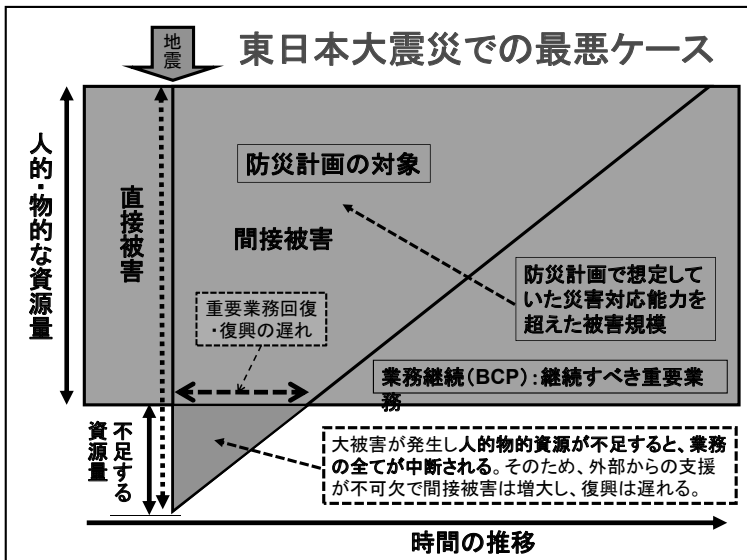 地震
東日本大震災での最悪ケース
人的・物的な資源量
直接被害
防災計画の対象
間接被害
防災計画で想定して
いた災害対応能力を
超えた被害規模
重要業務回復
・復興の遅れ
業務継続(BCP):継続すべき重要業
務
不足する
資源量
大被害が発生し人的物的資源が不足すると、業務
の全てが中断される。そのため、外部からの支援
が不可欠で間接被害は増大し、復興は遅れる。
時間の推移